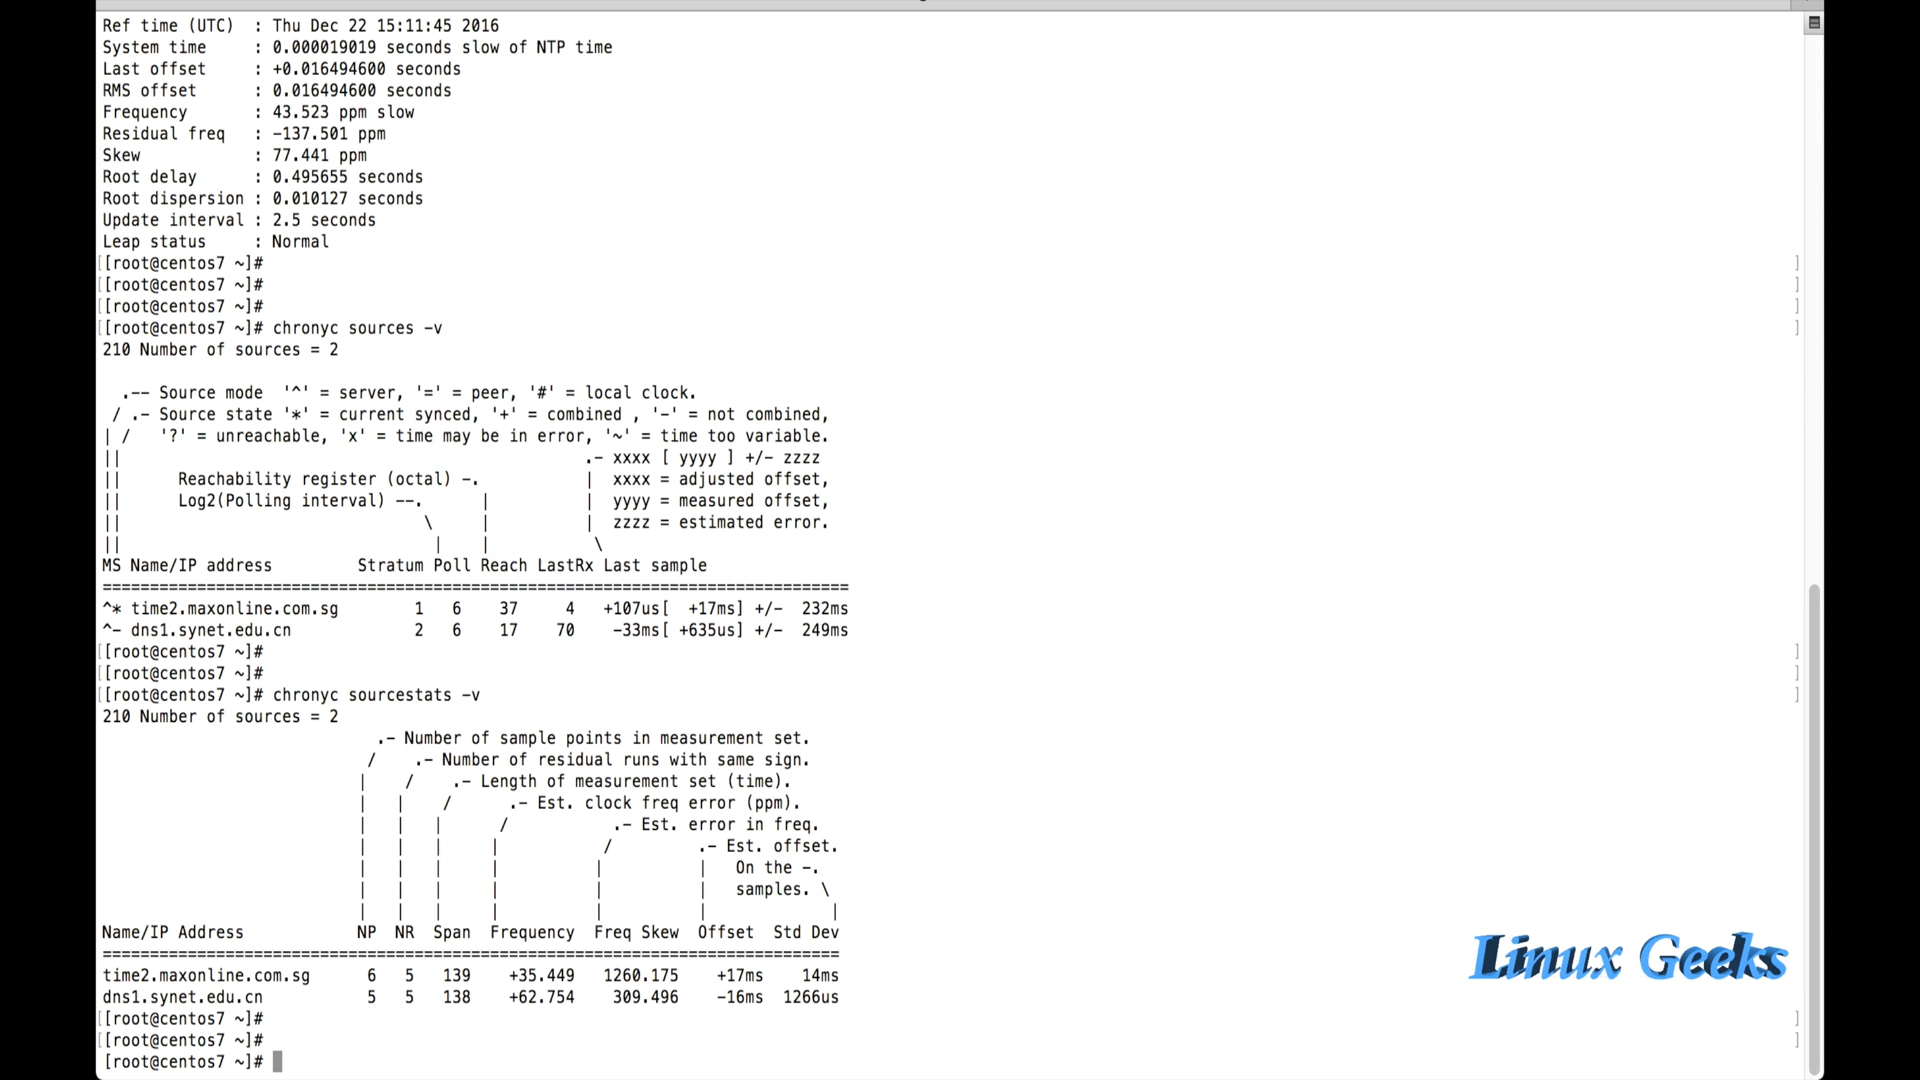 Ref time (UTC)  : Thu Dec 22 15:11:45 2016
System time     : 0.000019019 seconds slow of NTP time
Last offset     : +0.016494600 seconds
RMS offset      : 0.016494600 seconds
Frequency       : 43.523 ppm slow
Residual freq   : -137.501 ppm
Skew            : 77.441 ppm
Root delay      : 0.495655 seconds
Root dispersion : 0.010127 seconds
Update interval : 2.5 seconds
Leap status     : Normal
[[root@centos7 ~]# ]
[[root@centos7 ~]# ]
[[root@centos7 ~]# ]
[[root@centos7 ~]# chronyc sources -v ]
210 Number of sources = 2
  .-- Source mode  '^' = server, '=' = peer, '#' = local clock.
 / .- Source state '*' = current synced, '+' = combined , '-' = not combined,
| /   '?' = unreachable, 'x' = time may be in error, '~' = time too variable.
||                                                 .- xxxx [ yyyy ] +/- zzzz
||      Reachability register (octal) -.           |  xxxx = adjusted offset,
||      Log2(Polling interval) --.      |          |  yyyy = measured offset,
||                                \     |          |  zzzz = estimated error.
||                                 |    |           \
MS Name/IP address         Stratum Poll Reach LastRx Last sample
===============================================================================
^* time2.maxonline.com.sg        1   6    37     4   +107us[  +17ms] +/-  232ms
^- dns1.synet.edu.cn             2   6    17    70    -33ms[ +635us] +/-  249ms
[[root@centos7 ~]# ]
[[root@centos7 ~]# ]
[[root@centos7 ~]# chronyc sourcestats -v ]
210 Number of sources = 2
                             .- Number of sample points in measurement set.
                            /    .- Number of residual runs with same sign.
                           |    /    .- Length of measurement set (time).
                           |   |    /      .- Est. clock freq error (ppm).
                           |   |   |      /           .- Est. error in freq.
                           |   |   |     |           /         .- Est. offset.
                           |   |   |     |          |          |   On the -.
                           |   |   |     |          |          |   samples. \
                           |   |   |     |          |          |             |
Name/IP Address            NP  NR  Span  Frequency  Freq Skew  Offset  Std Dev
==============================================================================
time2.maxonline.com.sg      6   5   139    +35.449   1260.175    +17ms    14ms
dns1.synet.edu.cn           5   5   138    +62.754    309.496    -16ms  1266us
[[root@centos7 ~]# ]
[[root@centos7 ~]# ]
[root@centos7 ~]#
Linux Geeks